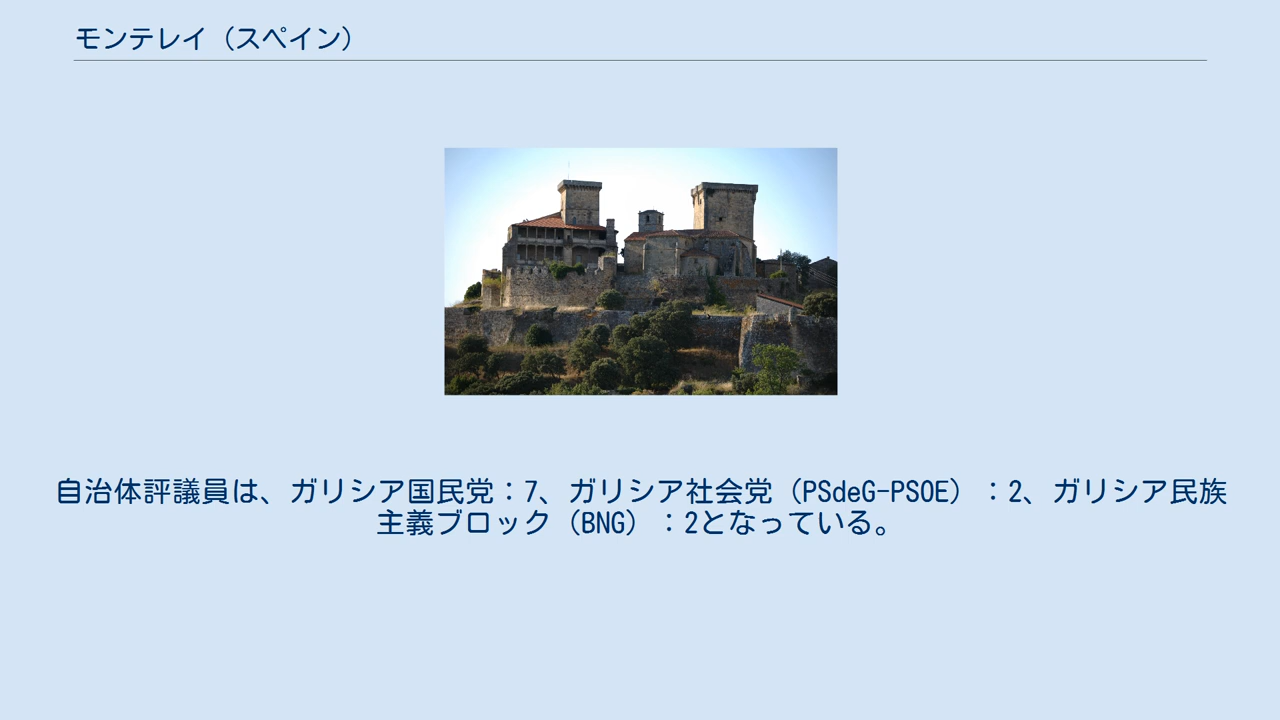 モンテレイ（スペイン）
自治体評議員は、ガリシア国民党：7、ガリシア社会党（PSdeG-PSOE）：2、ガリシア民族
主義ブロック（BNG）：2となっている。